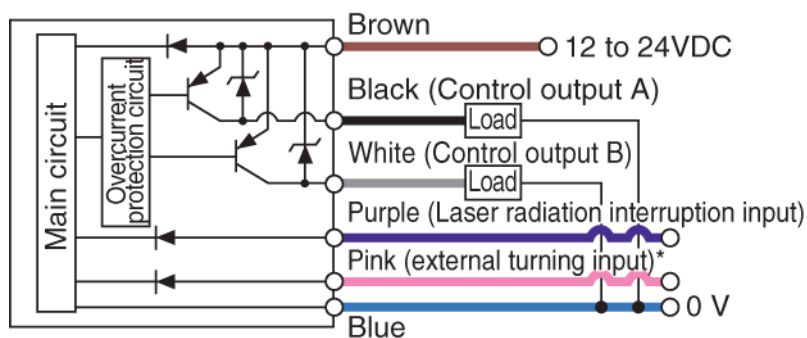 Brown
12 to 24VDC
Black (Control output A)
Load
White (Control output B)
Load
Purple (Laser radiation interruption input)
Pink (external turning input)*
0 V
Blue
Main circuit
Overcurrent
protection circuit